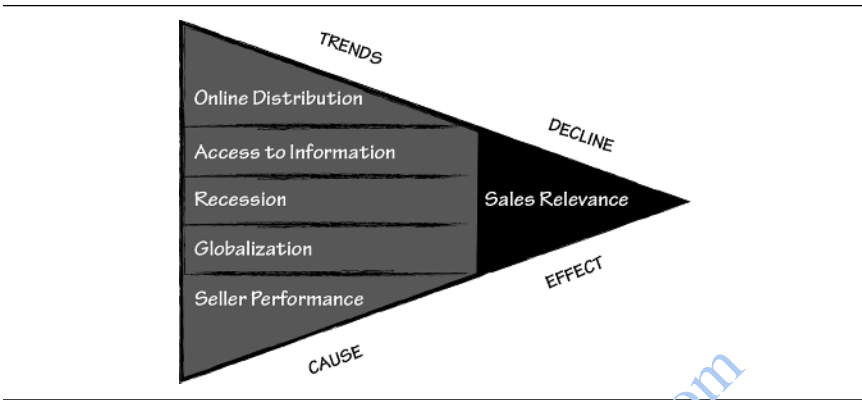 TRENDS
Online Distribution
DECLINE
Access to Information
Recession
Sales Relevance
Globalization
EFFECT
Seller Performance
CAUSE